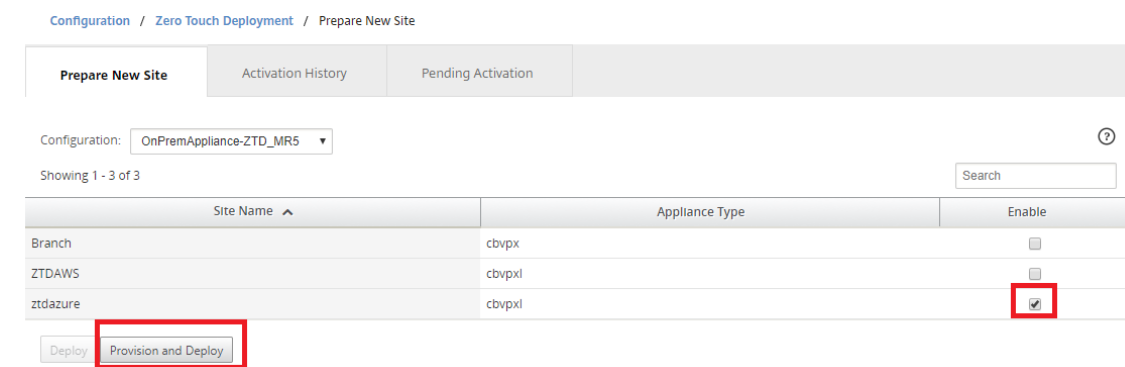 Configuration / Zero Touch Deployment / Prepare New Site
Prepare New Site Activation History Pending Activation
Configuration: OnPremAppliance-ZTD_MR5 ?
Showing 1 - 3 of 3 Search
Site Name Appliance Type Enable
Branch cbvpx
ZTDAWS cbvpxl
ztdazure cbvpxl
Deploy Provision and Deploy